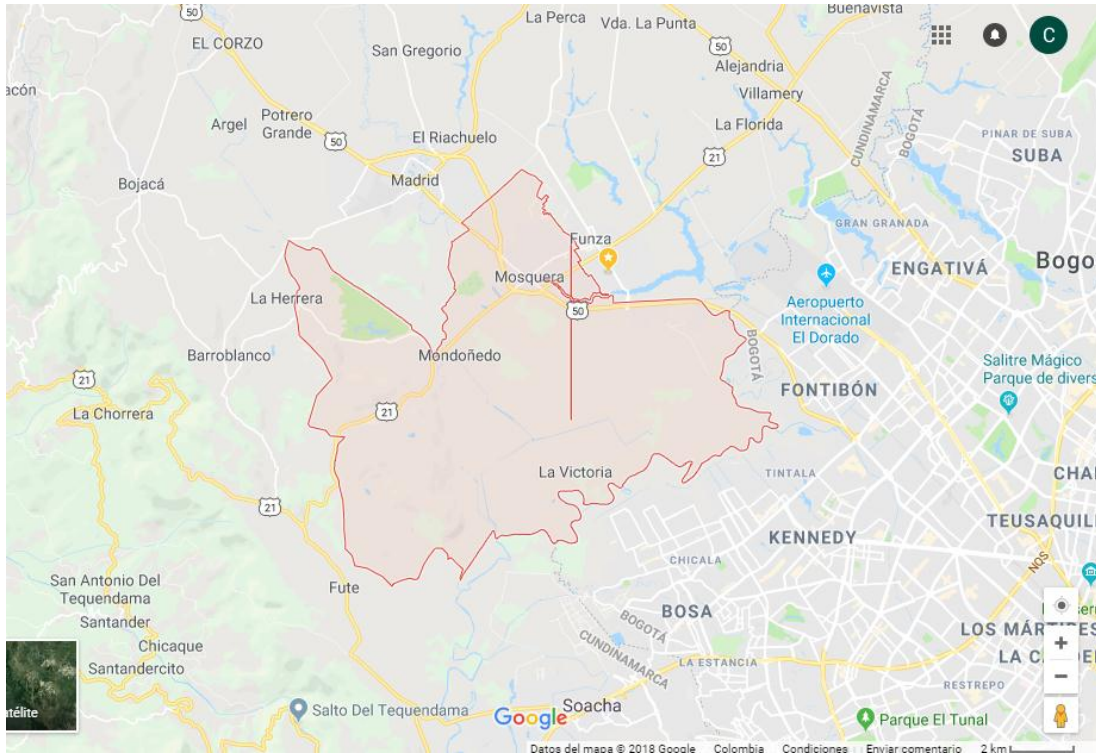 Buenavista
La Perca
Vda. La Punta
50
EL CORZO
San Gregorio
50
C
Alejandria
Villamery
Argel
Potrero
Grande
50
El Riachuelo
La Florida
CUNDINAMARCA
BOGOTÁ
PINAR DE SUBA
SUBA
21
Bojacá
Madrid
GRAN GRANADA
Funza
ENGATIVÁ
Bogo
Mosquera
La Herrera
50
Aeropuerto
Internacional
El Dorado
BOGOTÁ
Barroblanco
Mondoñedo
Salitre Mágico
Parque de divers
21
FONTIBÓN
La Chorrera
21
La Victoria
TINTALA
CHA
21
TEUSAQUIL
KENNEDY
CHICALA
NQS
San Antonio Del
Tequendama
Fute
Santander
BOSA
BOGOTÁ
CUNDINAMARCA
LOS MÁRTIRES
Chicaque
Santandercito
LA ESTANCIA
RESTREPO
atélite
Salto Del Tequendama
Google
Soacha
Parque El Tunal
Datos del mapa © 2018 Google Colombia Condiciones Enviar comentario 2 km